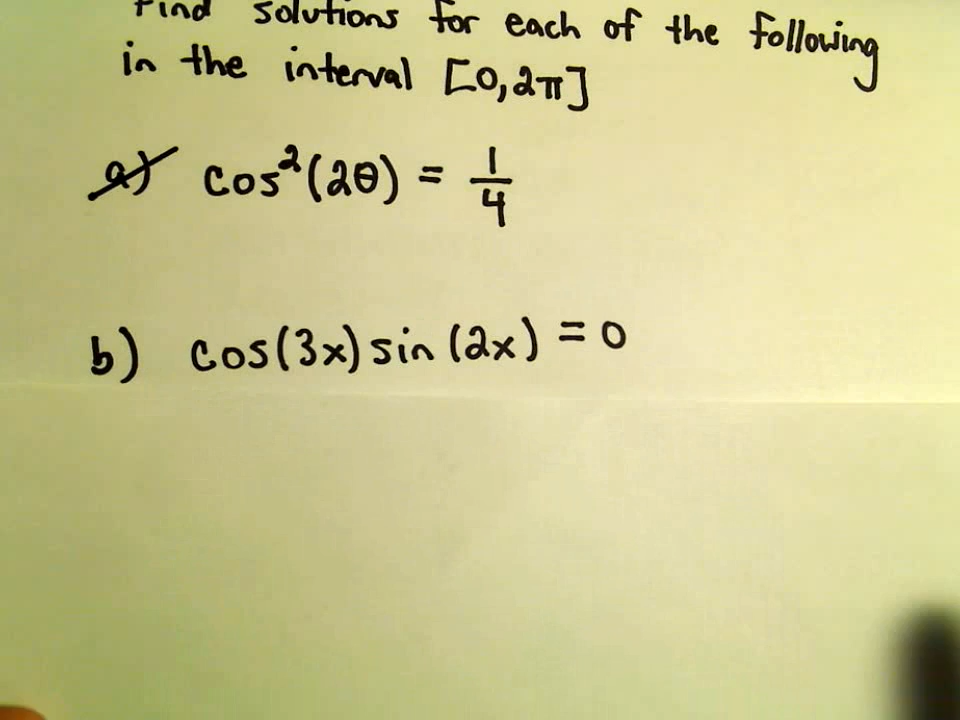 Find solutions for each of the following
in the interval [0, 2π]
a) cos²(2θ) = 1/4
b) cos(3x) sin(2x) = 0